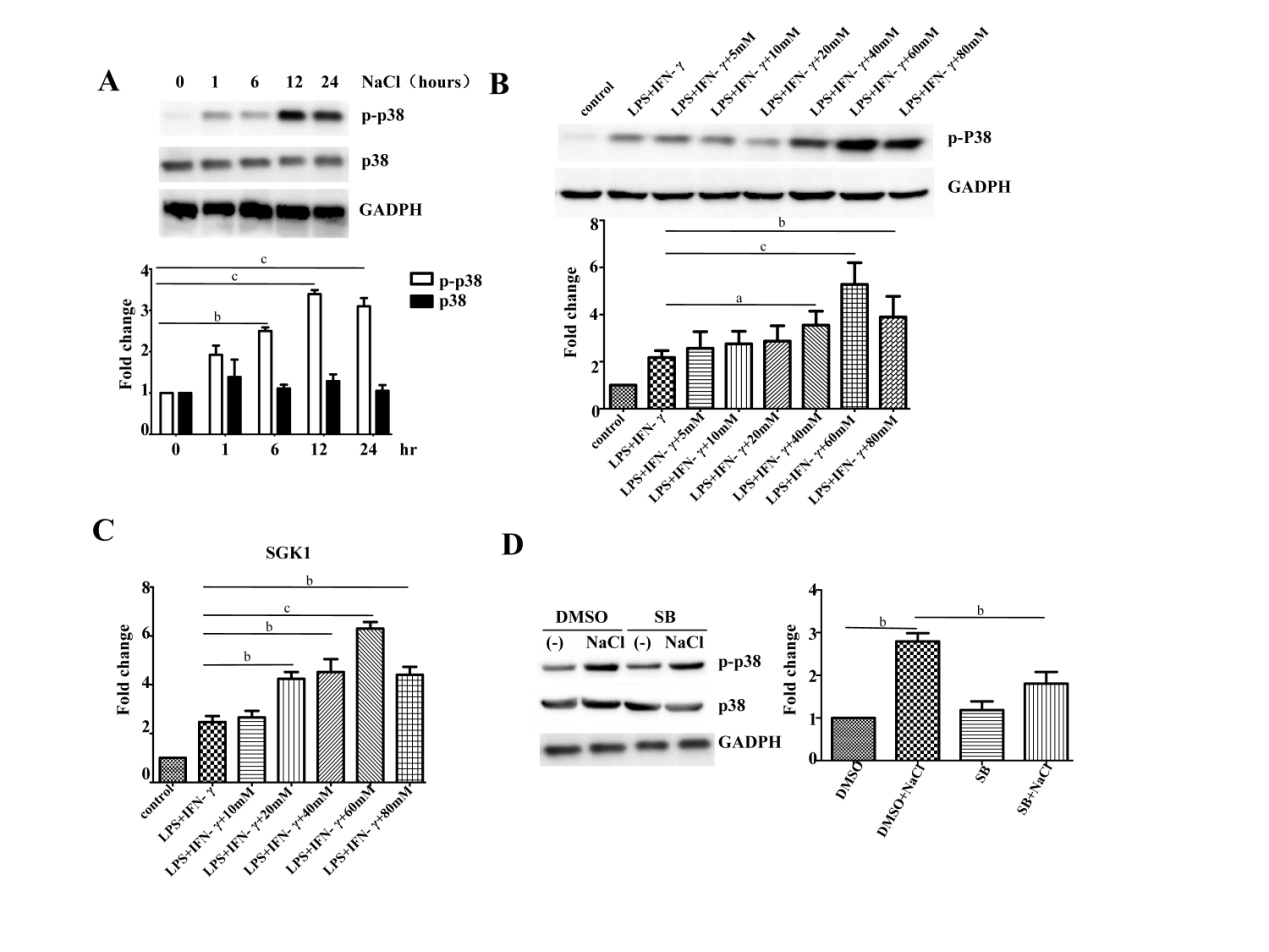 A
0 1 6 12 24 NaCl（hours）
p-p38
p38
GADPH
4
3
2
1
0
Fold change
c
c
b
p-p38
p38
0 1 6 12 24 hr
B
control
LPS+IFN- γ
LPS+IFN- γ+5mM
LPS+IFN- γ+10mM
LPS+IFN- γ+20mM
LPS+IFN- γ+40mM
LPS+IFN- γ+60mM
LPS+IFN- γ+80mM
p-P38
GADPH
8
6
4
2
0
Fold change
b
c
a
control
LPS+IFN- γ
LPS+IFN- γ+5mM
LPS+IFN- γ+10mM
LPS+IFN- γ+20mM
LPS+IFN- γ+40mM
LPS+IFN- γ+60mM
LPS+IFN- γ+80mM
C
SGK1
8
6
4
2
0
Fold change
b
c
b
b
control
LPS+IFN- γ
LPS+IFN- γ+10mM
LPS+IFN- γ+20mM
LPS+IFN- γ+40mM
LPS+IFN- γ+60mM
LPS+IFN- γ+80mM
D
DMSO SB
(-) NaCl (-) NaCl
p-p38
p38
GADPH
4
3
2
1
0
Fold change
b
b
DMSO
DMSO+NaCl
SB
SB+NaCl